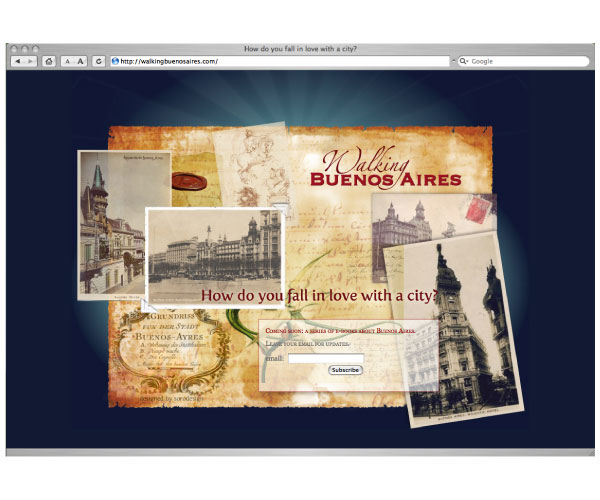 How do you fall in love with a city?
A A
http://walkingbuenosaires.com/
Google
Walking
BUENOS AIRES
How do you fall in love with a city?
GRUNDRISS
VON DER STADT
BUENOS-AYRES
COMING SOON: A SERIES OF E-BOOKS ABOUT BUENOS AIRES.
LEAVE YOUR EMAIL FOR UPDATES:
email:
Subscribe
designed by